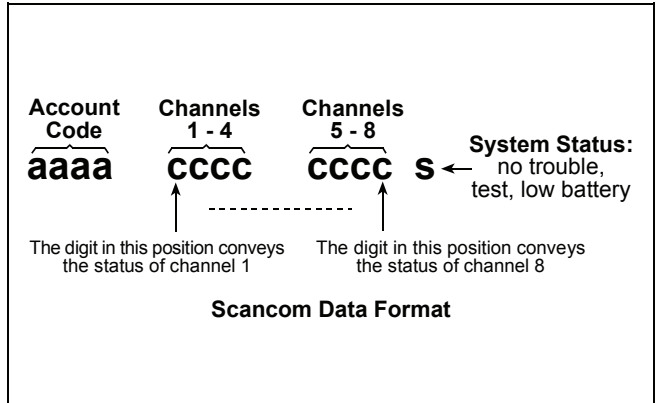 Account Code
Channels 1 - 4
Channels 5 - 8
aaaa cccc cccc s
System Status:
no trouble,
test, low battery
The digit in this position conveys
the status of channel 1
The digit in this position conveys
the status of channel 8
Scancom Data Format